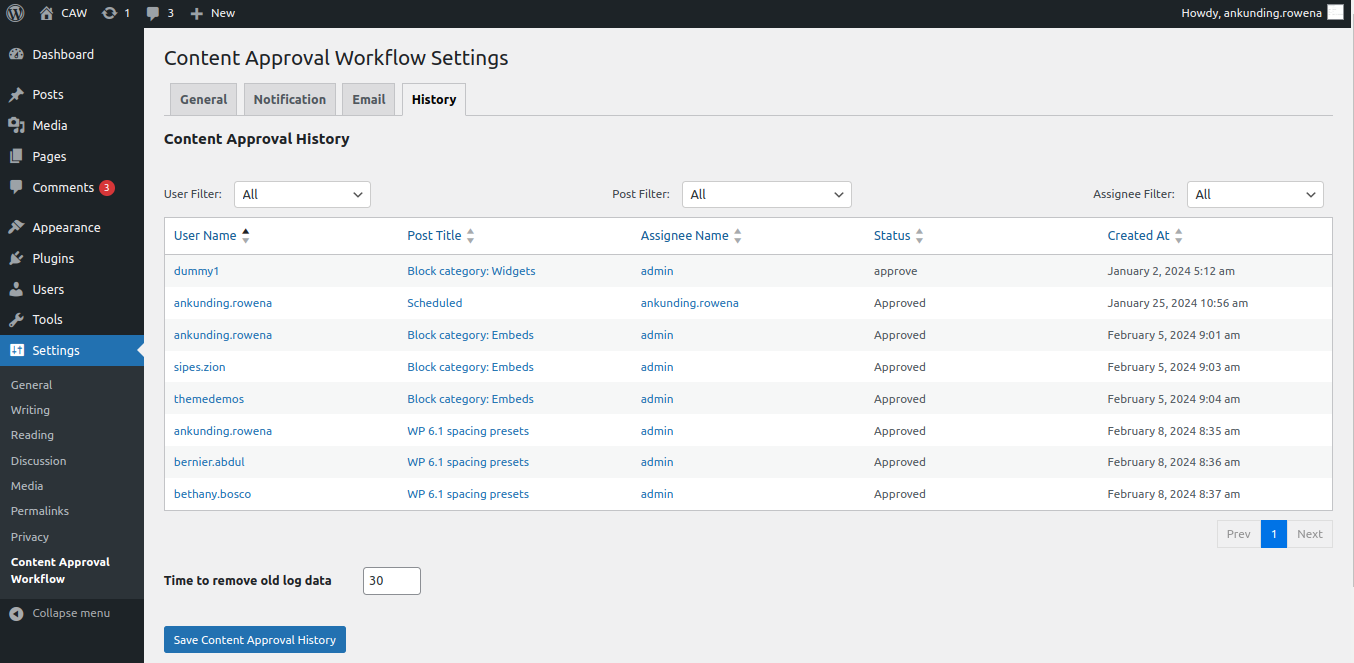 CAW 1 3 New Howdy, ankunding.rowena
Dashboard
Posts
Media
Pages
Comments 3
Appearance
Plugins
Users
Tools
Settings
General
Writing
Reading
Discussion
Media
Permalinks
Privacy
Content Approval
Workflow
Collapse menu
Content Approval Workflow Settings
General Notification Email History
Content Approval History
User Filter: All Post Filter: All Assignee Filter: All
User Name Post Title Assignee Name Status Created At
dummy1 Block category: Widgets admin approve January 2, 2024 5:12 am
ankunding.rowena Scheduled ankunding.rowena Approved January 25, 2024 10:56 am
ankunding.rowena Block category: Embeds admin Approved February 5, 2024 9:01 am
sipes.zion Block category: Embeds admin Approved February 5, 2024 9:03 am
themedemos Block category: Embeds admin Approved February 5, 2024 9:04 am
ankunding.rowena WP 6.1 spacing presets admin Approved February 8, 2024 8:35 am
bernier.abdul WP 6.1 spacing presets admin Approved February 8, 2024 8:36 am
bethany.bosco WP 6.1 spacing presets admin Approved February 8, 2024 8:37 am
Prev 1 Next
Time to remove old log data 30
Save Content Approval History